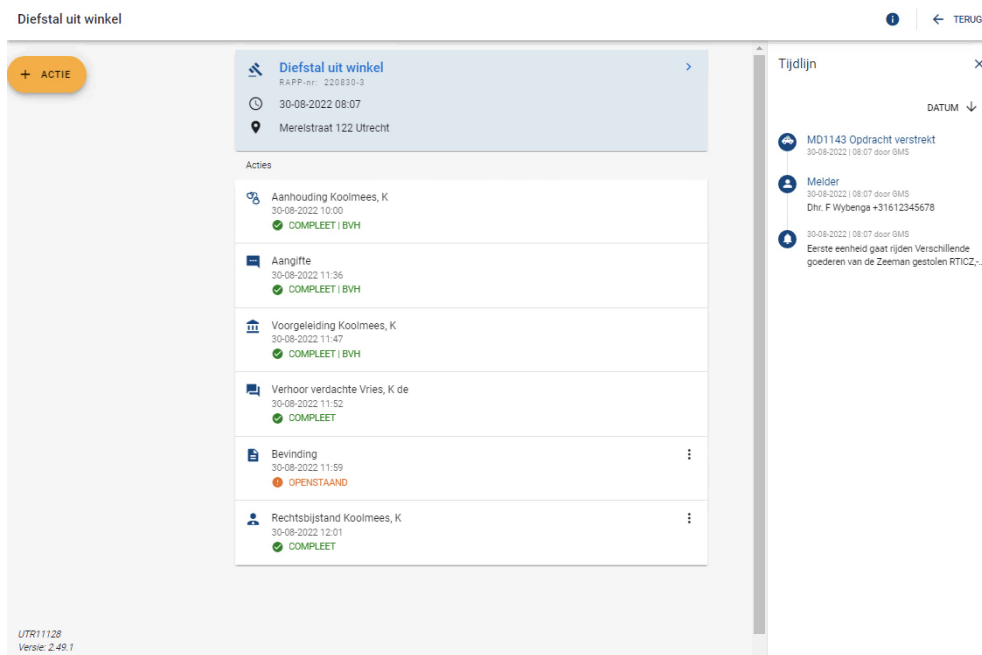 Diefstal uit winkel
TERUG
+ ACTIE
Diefstal uit winkel
RAPP-nr: 220830-3
30-08-2022 08:07
Merelstraat 122 Utrecht
Acties
Aanhouding Koolmees, K
30-08-2022 10:00
COMPLEET | BVH
Aangifte
30-08-2022 11:36
COMPLEET | BVH
Voorgeleiding Koolmees, K
30-08-2022 11:47
COMPLEET | BVH
Verhoor verdachte Vries, K de
30-08-2022 11:52
COMPLEET
Bevinding
30-08-2022 11:59
OPENSTAAND
Rechtsbijstand Koolmees, K
30-08-2022 12:01
COMPLEET
Tijdlijn
DATUM
MD1143 Opdracht verstrekt
30-08-2022 | 08:07 door GMS
Melder
30-08-2022 | 08:07 door GMS
Dhr. F Wybenga +31612345678
30-08-2022 | 08:07 door GMS
Eerste eenheid gaat rijden Verschillende
goederen van de Zeeman gestolen RTICZ,-..
UTR11128
Versie: 2.49.1